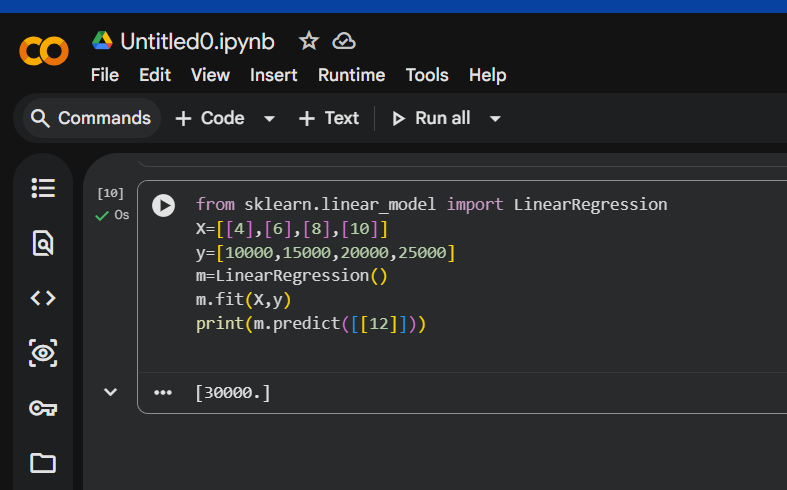 Untitled0.ipynb
File Edit View Insert Runtime Tools Help
Commands + Code + Text Run all
[10]
0s
from sklearn.linear_model import LinearRegression
X=[[4],[6],[8],[10]]
y=[10000,15000,20000,25000]
m=LinearRegression()
m.fit(X,y)
print(m.predict([[12]]))
[30000.]